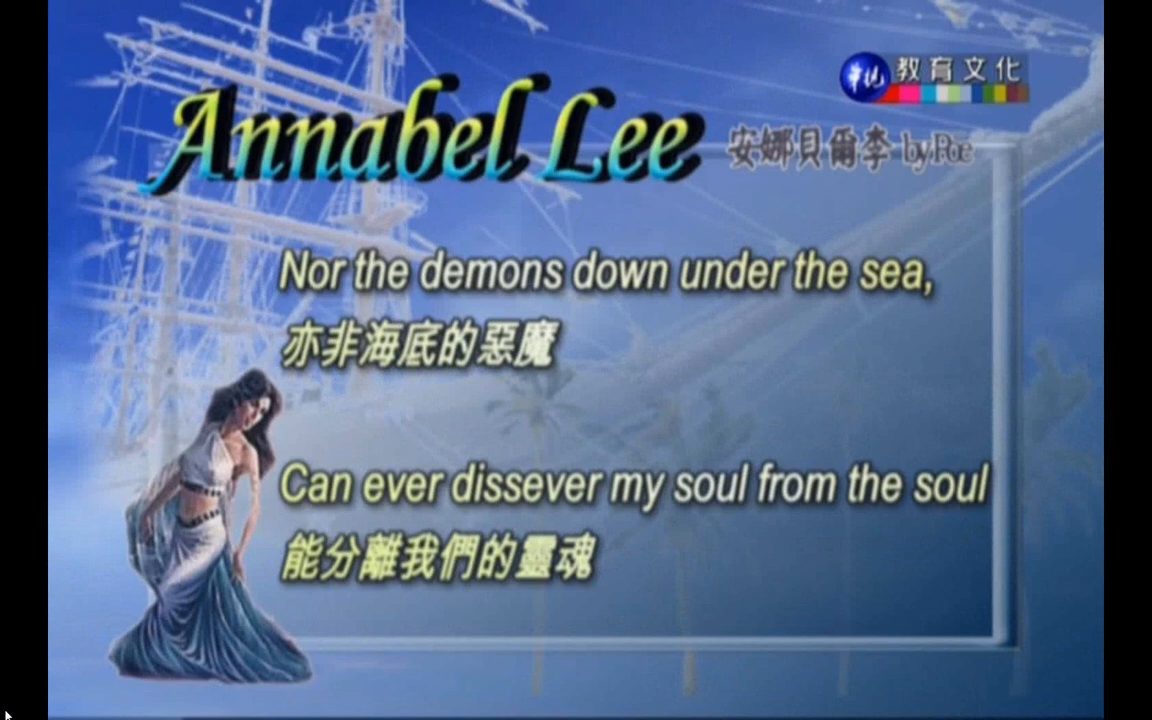 華視 教育文化
Annabel Lee 安娜貝爾李 by Poe
Nor the demons down under the sea,
亦非海底的惡魔
Can ever dissever my soul from the soul
能分離我們的靈魂